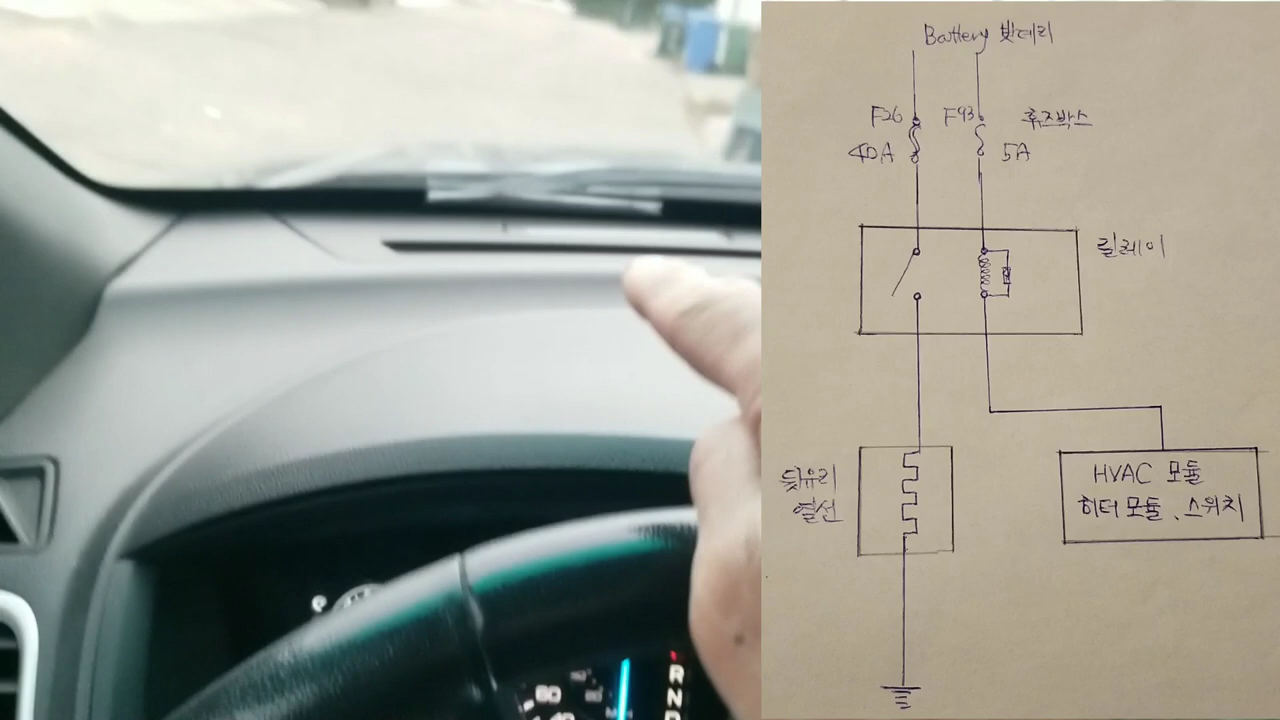 Battery 밧데리
F26 F93 휴즈박스
40A 5A
릴레이
뒷유리
열선
HVAC 모듈
히터모듈、스위치
80
R
N
D